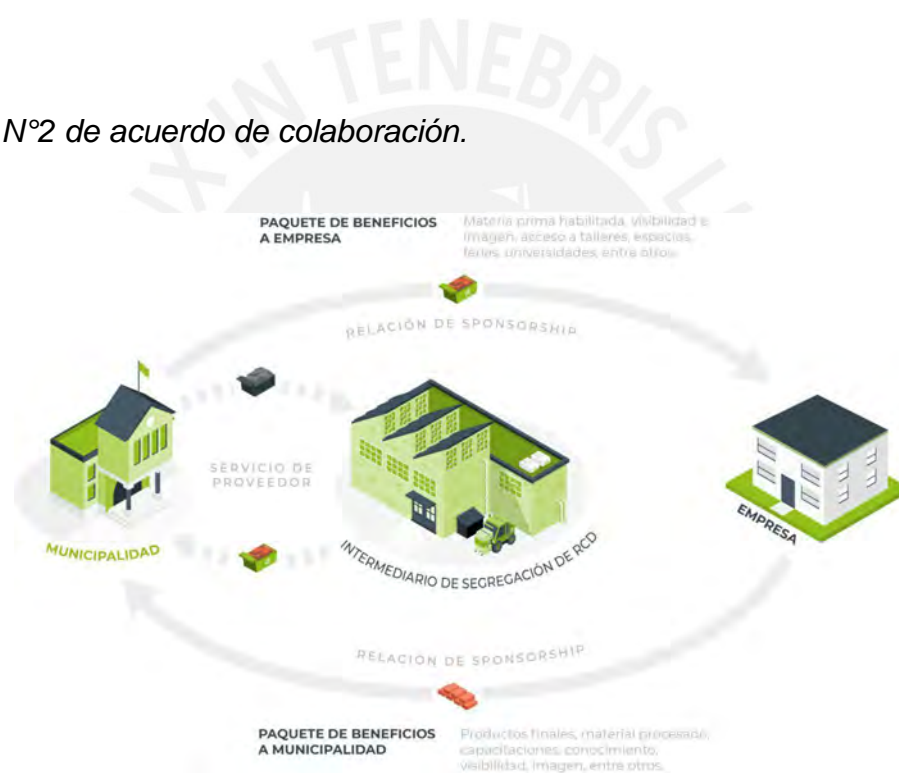 X IN TENEBRIS L
N°2 de acuerdo de colaboración.
PAQUETE DE BENEFICIOS
A EMPRESA
Materia prima habilitada, visibilidad e
imagen, acceso a talleres, espacios,
ferias, universidades, entre otros.
RELACIÓN DE SPONSORSHIP
SERVICIO DE
PROVEEDOR
MUNICIPALIDAD
INTERMEDIARIO DE SEGREGACIÓN DE RCD
EMPRESA
RELACIÓN DE SPONSORSHIP
PAQUETE DE BENEFICIOS
A MUNICIPALIDAD
Productos finales, material procesado,
capacitaciones, conocimiento,
visibilidad, imagen, entre otros.